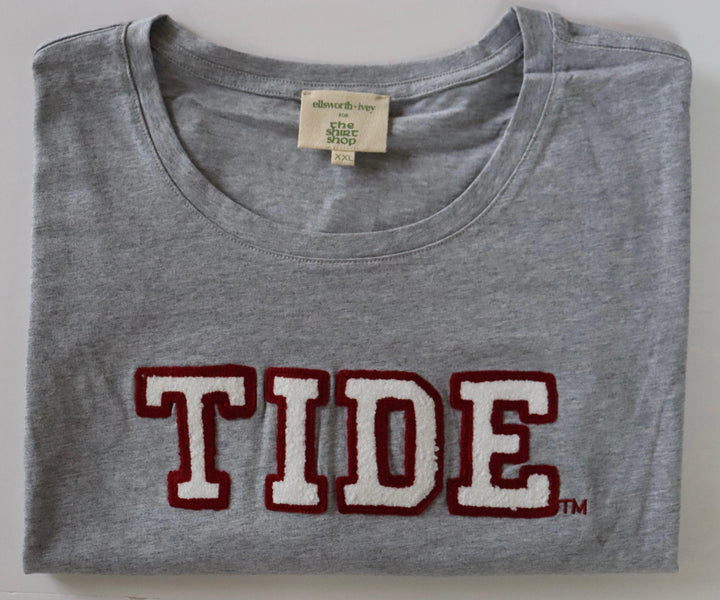 ellsworth + ivey
FOR
the
shirt
shop
XXL
TIDE TM